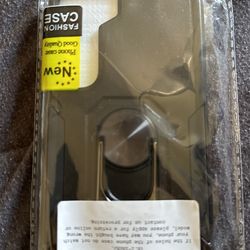 FASHION
CASE
Phone case
Good Quality
New
If the holes of the phone case do not match
your phone, you may have bought the wrong
model, please apply for a return online or
contact us for processing